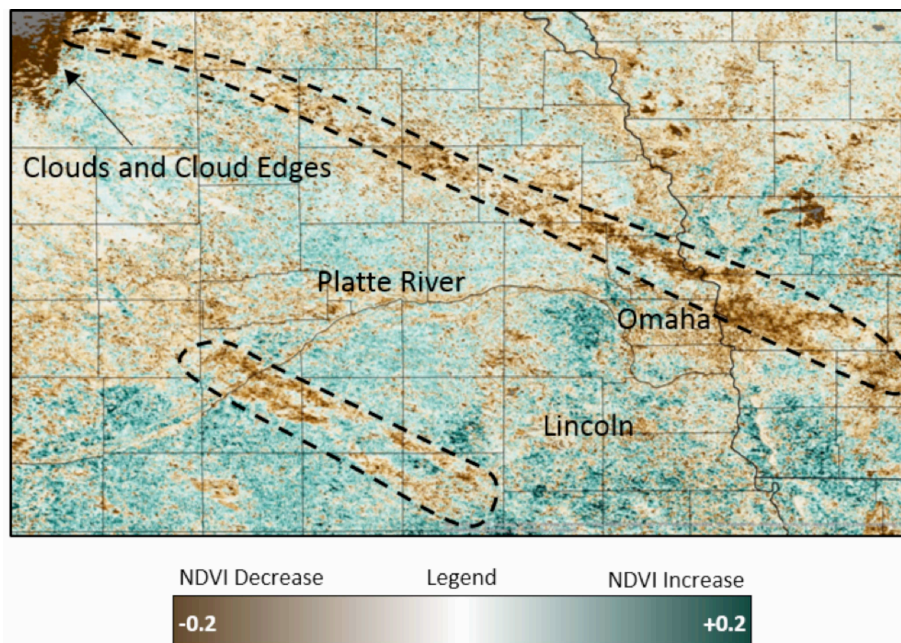 Clouds and Cloud Edges
Platte River
Omaha
Lincoln
NDVI Decrease Legend NDVI Increase
-0.2 +0.2